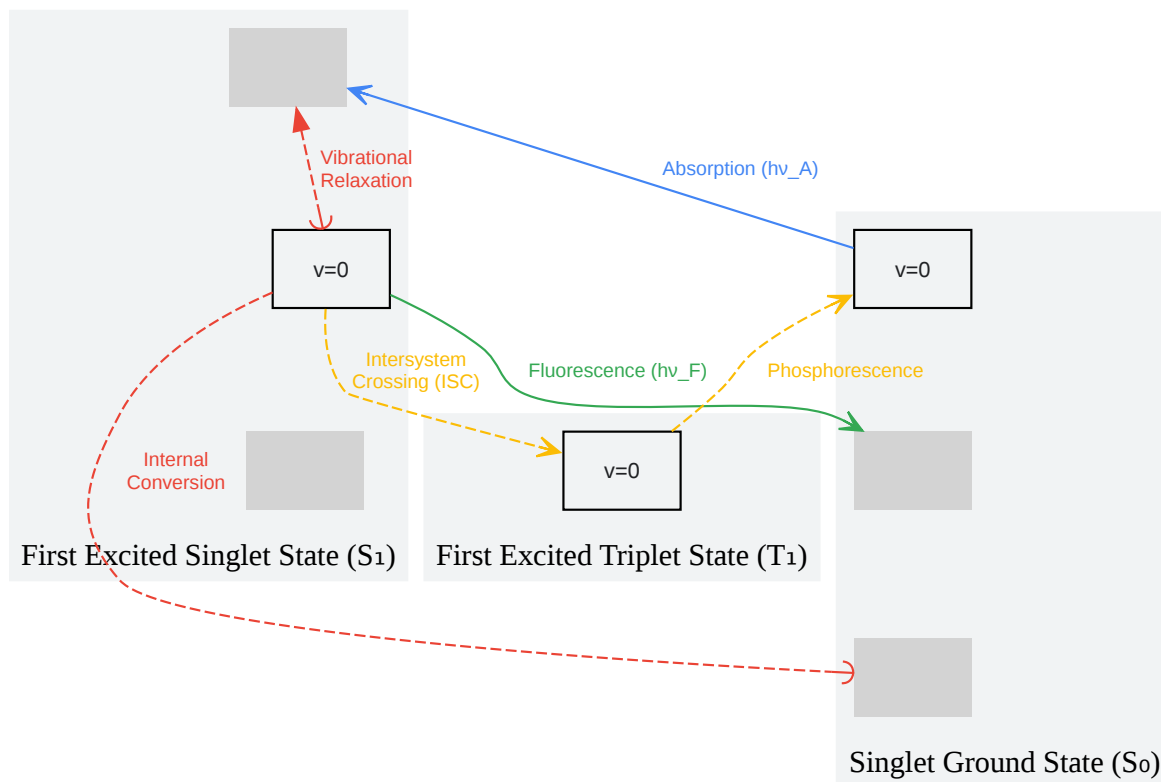 Vibrational
Relaxation
Absorption (hν_A)
v=0
v=0
Intersystem
Crossing (ISC)
Fluorescence (hν_F)
Phosphorescence
Internal
Conversion
v=0
First Excited Singlet State (S₁)
First Excited Triplet State (T₁)
Singlet Ground State (S₀)